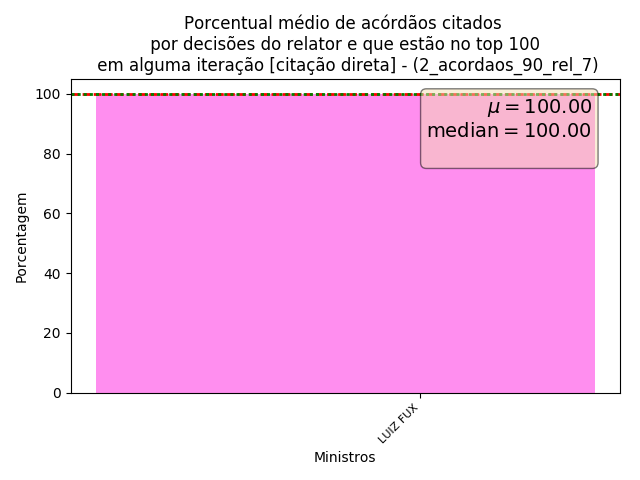 Porcentual médio de acórdãos citados
por decisões do relator e que estão no top 100
em alguma iteração [citação direta] - (2_acordaos_90_rel_7)
100
80
60
40
20
0
Porcentagem
μ = 100.00
median = 100.00
LUIZ FUX
Ministros